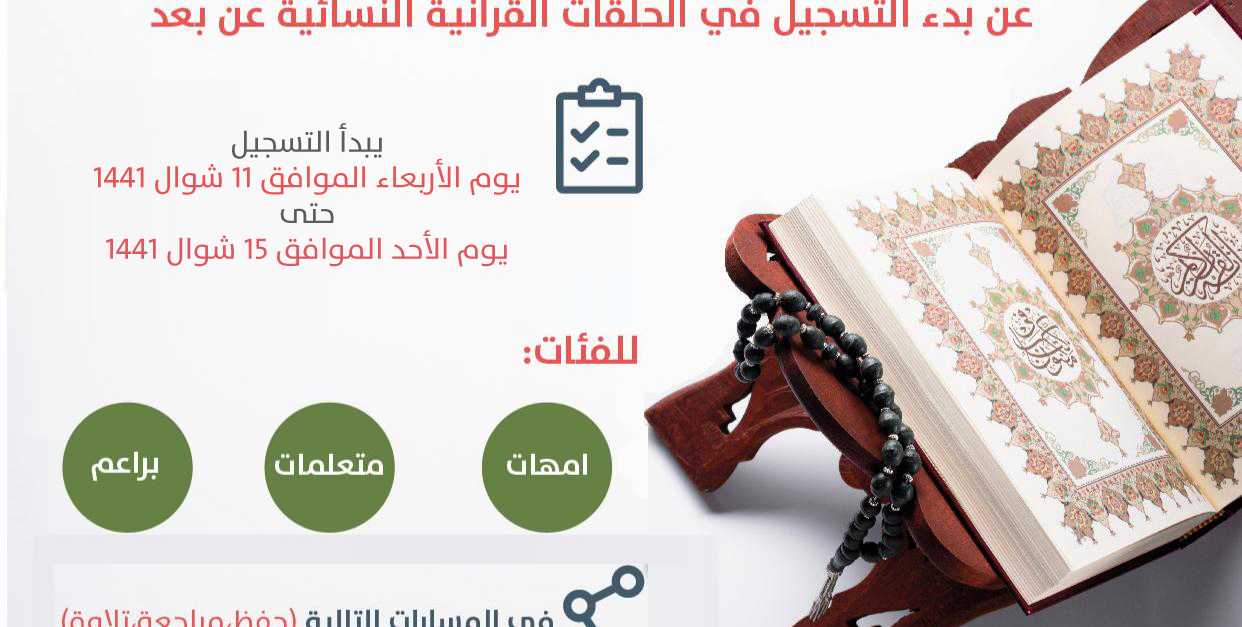 عن بدء التسجيل في الحلقات القرآنية النسائية عن بعد
يبدأ التسجيل
يوم الأربعاء الموافق 11 شوال 1441
حتى
يوم الأحد الموافق 15 شوال 1441
للفئات:
امهات
متعلمات
براعم
في المسارات التالية (حفظ،مراجعة،تلاوة)